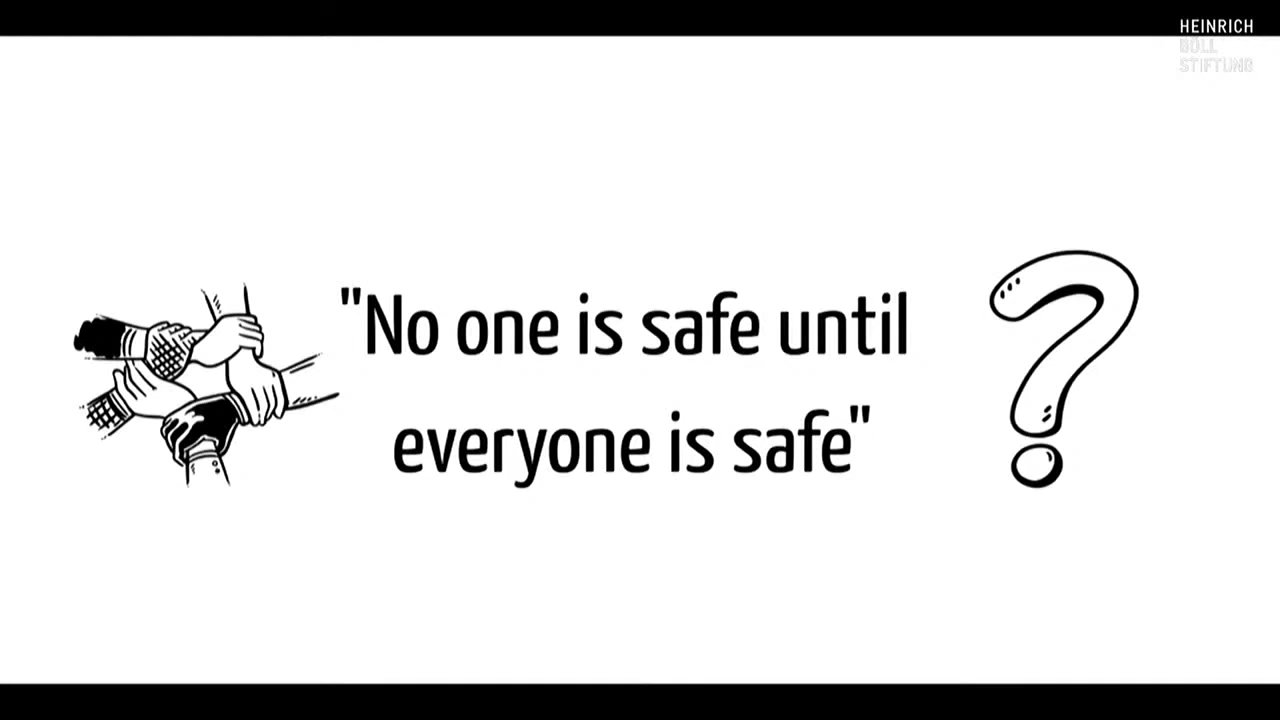 HEINRICH
BÖLL
STIFTUNG
"No one is safe until
everyone is safe"
?